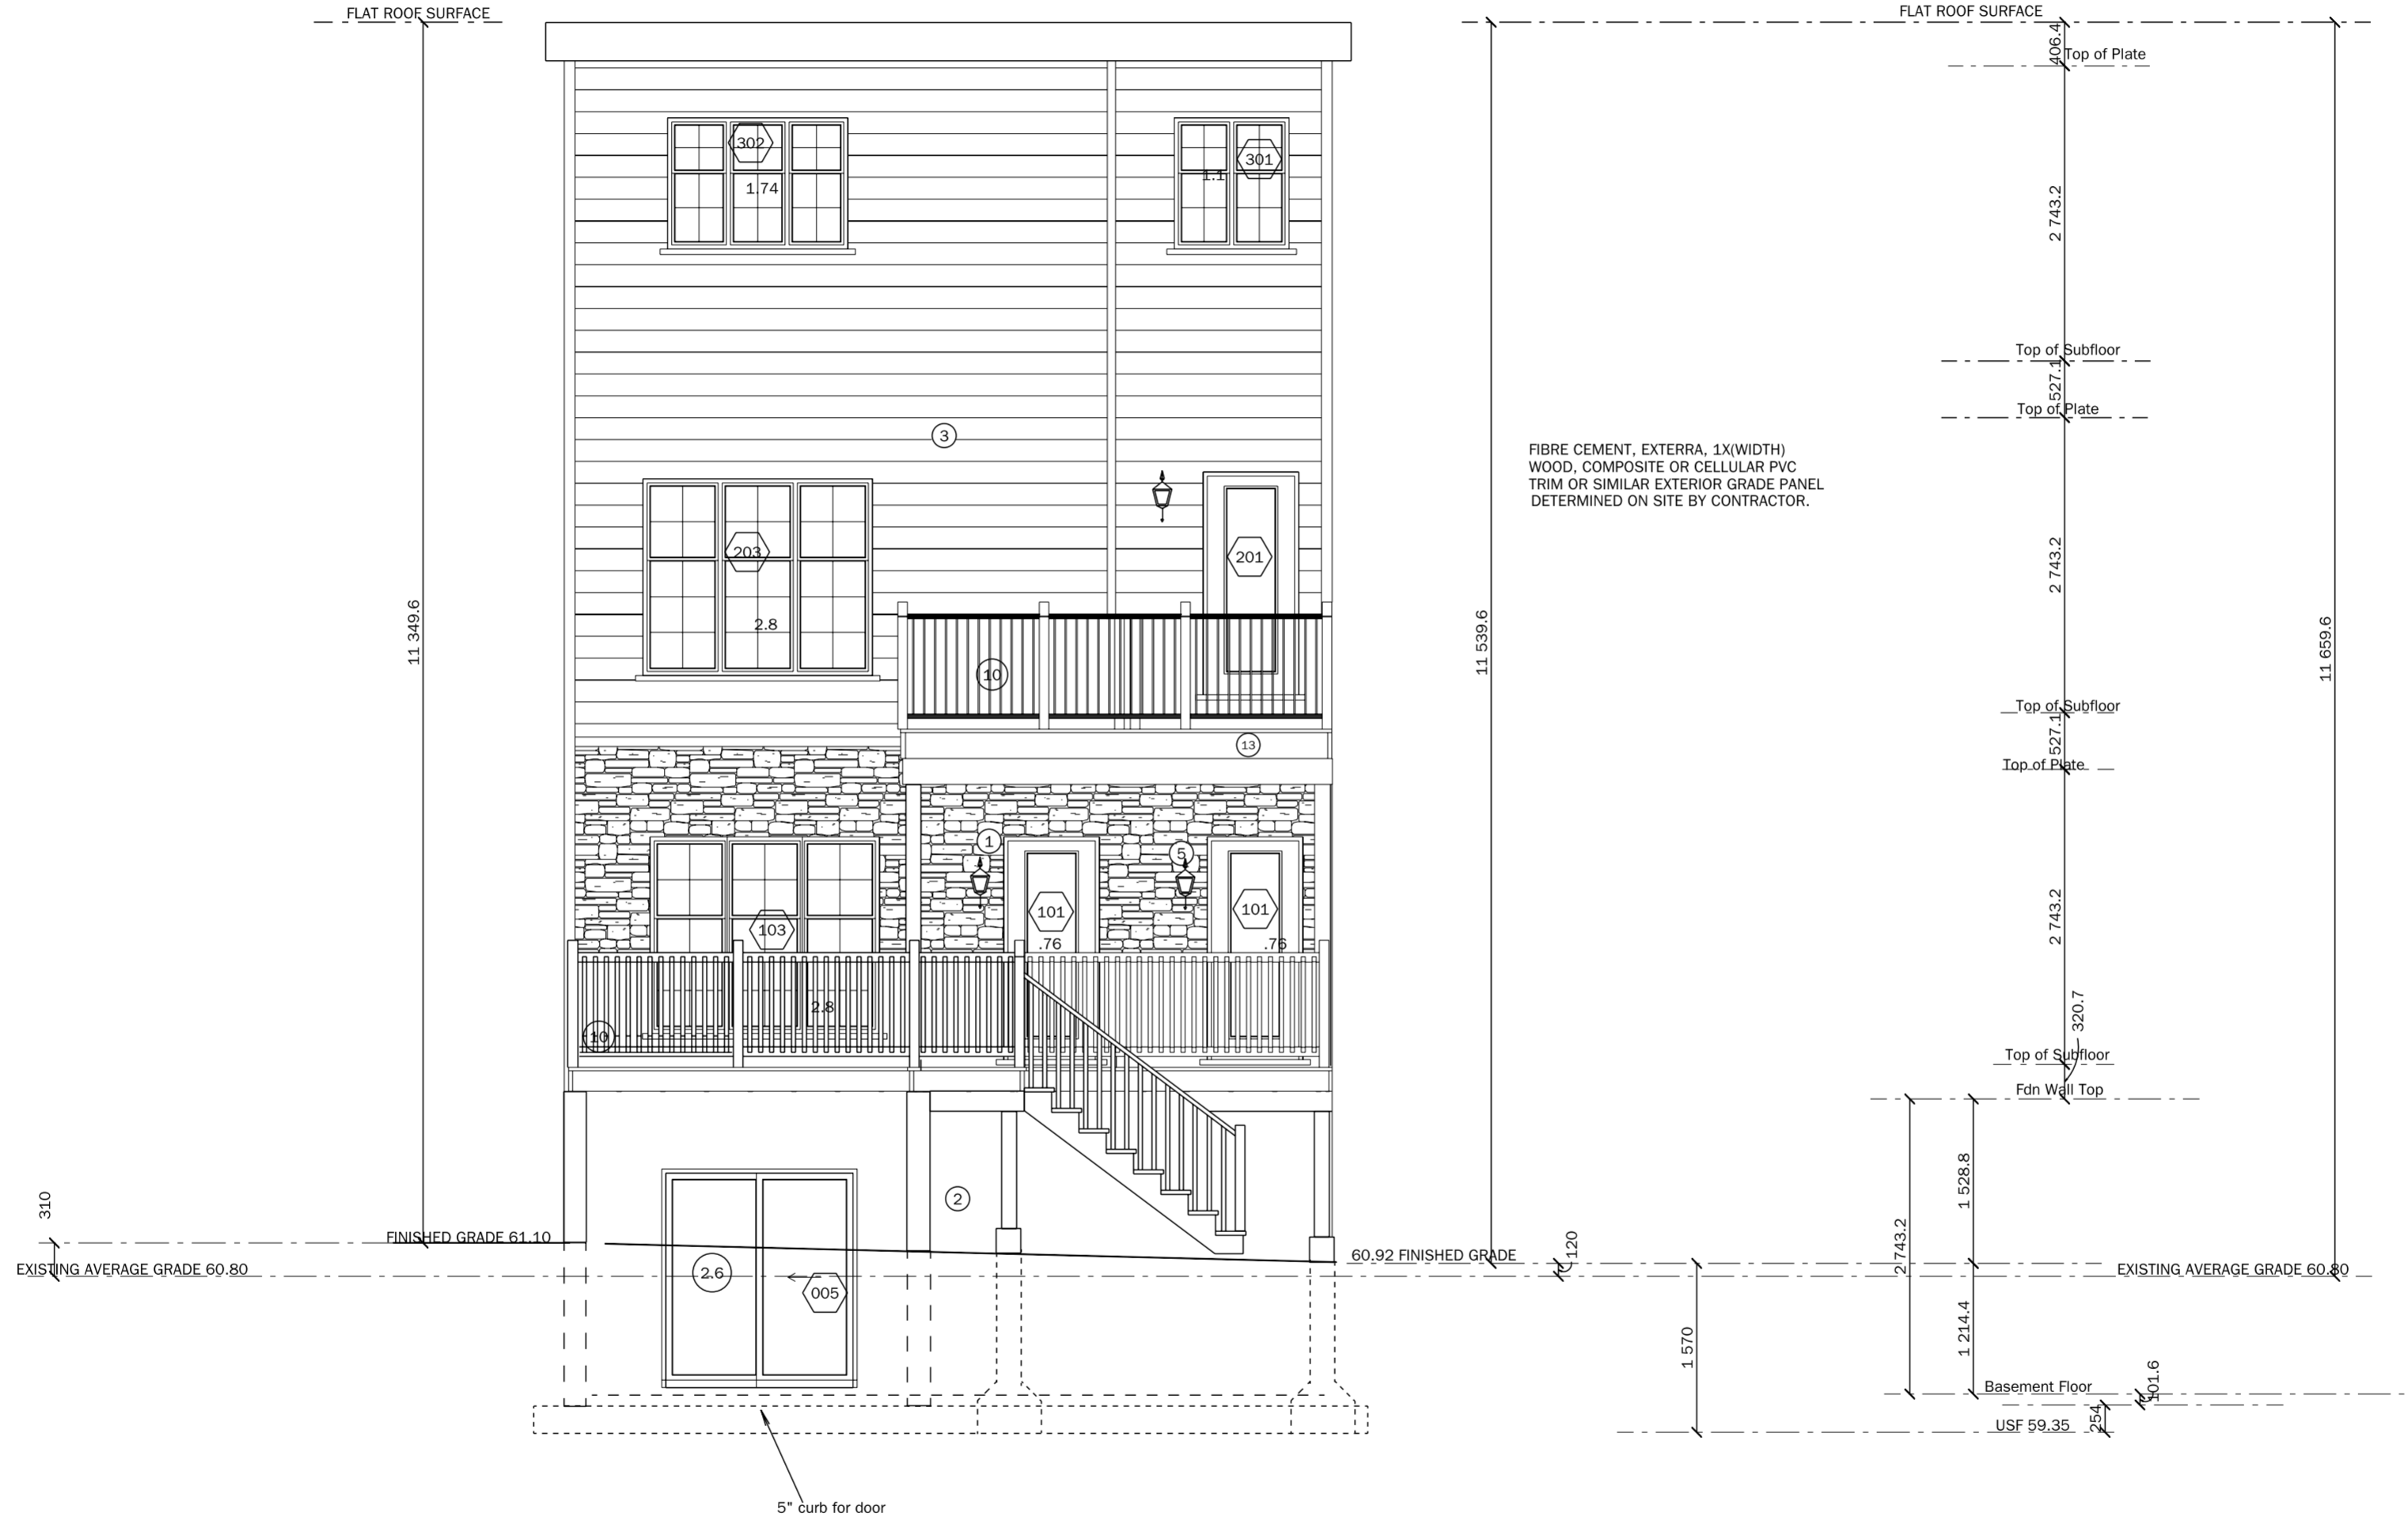 FLAT ROOF SURFACE
FLAT ROOF SURFACE
406.4
Top of Plate
302
301
1.74
1.1
2 743.2
Top of Subfloor
527.1
Top of Plate
3
FIBRE CEMENT, EXTERRA, 1X(WIDTH)
WOOD, COMPOSITE OR CELLULAR PVC
TRIM OR SIMILAR EXTERIOR GRADE PANEL
DETERMINED ON SITE BY CONTRACTOR.
203
201
2 743.2
2.8
11 349.6
11 539.6
11 659.6
10
Top of Subfloor
13
527.1
Top of Plate
1
5
101
101
103
.76
.76
2 743.2
2.8
10
320.7
Top of Subfloor
Fdn Wall Top
310
2
1 528.8
2 743.2
FINISHED GRADE 61.10
60.92 FINISHED GRADE
120
EXISTING AVERAGE GRADE 60.80
EXISTING AVERAGE GRADE 60.80
2.6
005
1 570
1 214.4
Basement Floor
101.6
254
USF 59.35
5" curb for door